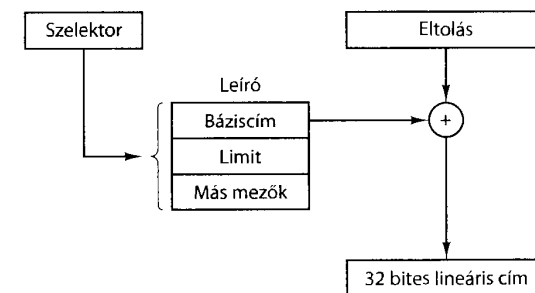 Szelektor
Eltolás
Leíró
Báziscím
+
Limit
Más mezők
32 bites lineáris cím